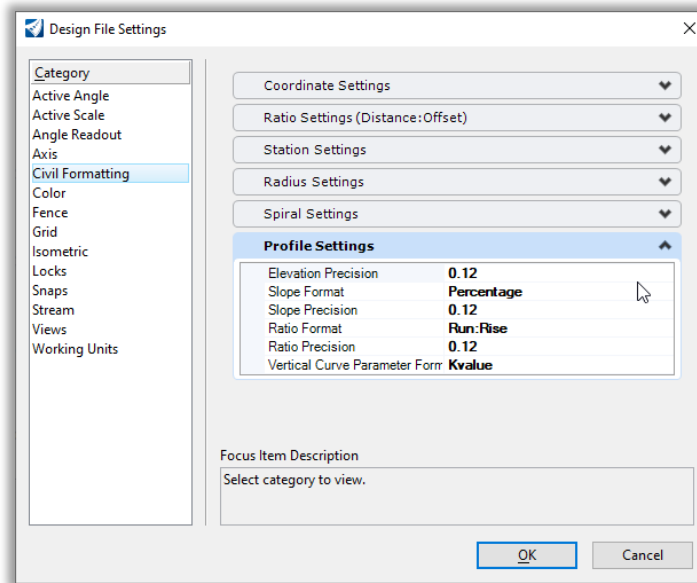 Design File Settings
Category
Active Angle
Active Scale
Angle Readout
Axis
Civil Formatting
Color
Fence
Grid
Isometric
Locks
Snaps
Stream
Views
Working Units
Coordinate Settings
Ratio Settings (Distance:Offset)
Station Settings
Radius Settings
Spiral Settings
Profile Settings
Elevation Precision 0.12
Slope Format Percentage
Slope Precision 0.12
Ratio Format Run:Rise
Ratio Precision 0.12
Vertical Curve Parameter Form Kvalue
Focus Item Description
Select category to view.
OK Cancel